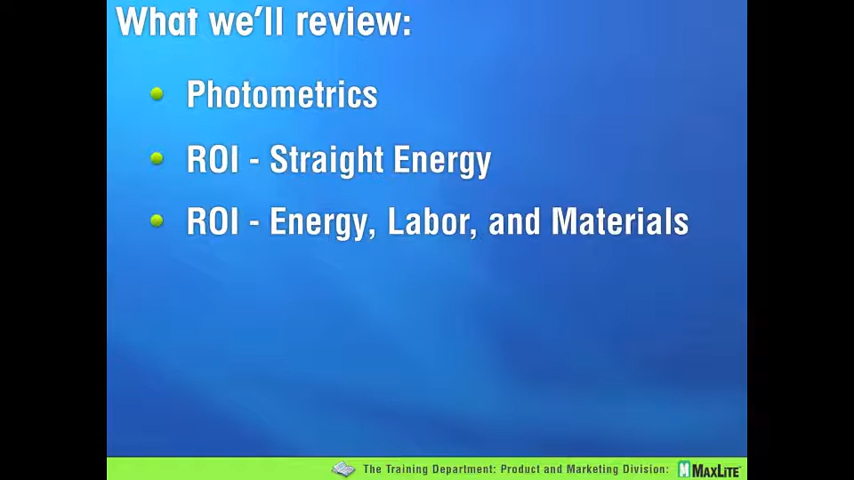 What we'll review:
Photometrics
ROI - Straight Energy
ROI - Energy, Labor, and Materials
The Training Department: Product and Marketing Division: MAXLITE